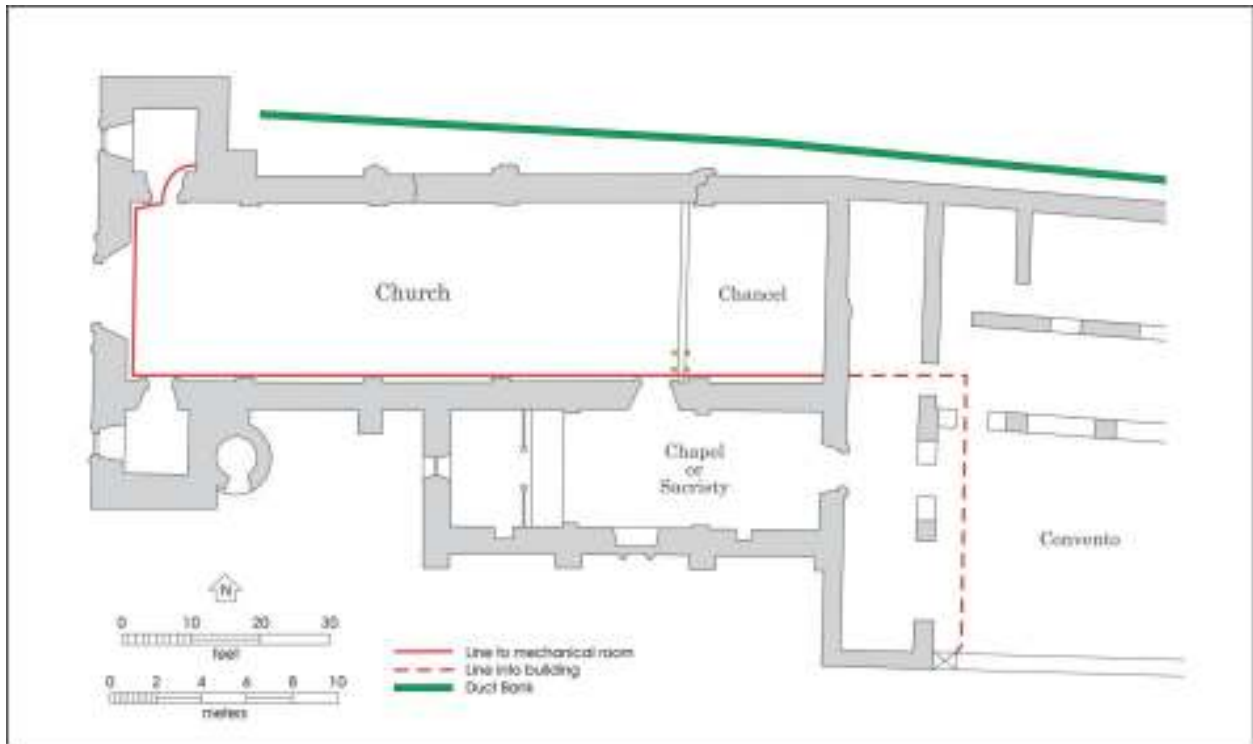 Church
Chancel
Chapel
or
Sacristy
Convento
N
0 10 20 30
feet
0 2 4 6 8 10
meters
Line to mechanical room
Line into building
Duct Bank